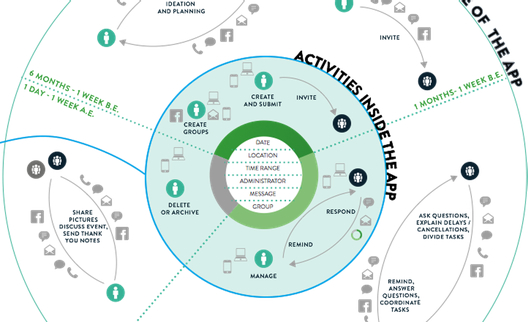 IDEATION
AND PLANNING
INVITE
E OF THE APP
ACTIVITIES INSIDE THE APP
6 MONTHS - 1 WEEK B.E.
1 DAY - 1 WEEK A.E.
1 MONTHS - 1 WEEK B.E.
CREATE
AND SUBMIT
INVITE
CREATE
GROUPS
DATE
LOCATION
TIME RANGE
ADMINISTRATOR
MESSAGE
GROUP
DELETE
OR ARCHIVE
RESPOND
REMIND
MANAGE
SHARE
PICTURES
DISCUSS EVENT,
SEND THANK
YOU NOTES
ASK QUESTIONS,
EXPLAIN DELAYS /
CANCELLATIONS,
DIVIDE TASKS
REMIND,
ANSWER
QUESTIONS,
COORDINATE
TASKS